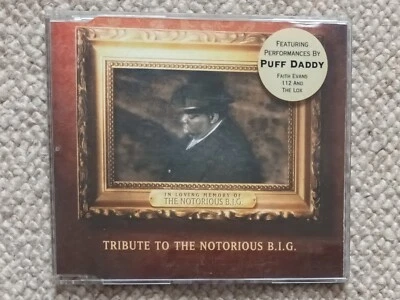 FEATURING
PERFORMANCES BY
PUFF DADDY
FAITH EVANS
112 AND
THE LOX
IN LOVING MEMORY OF
THE NOTORIOUS B.I.G.
TRIBUTE TO THE NOTORIOUS B.I.G.